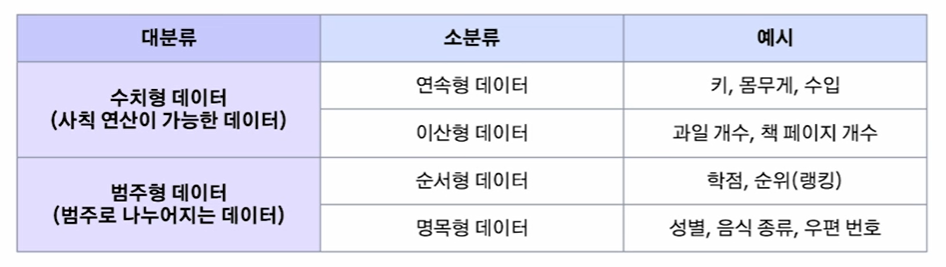 대분류 소분류 예시
수치형 데이터
(사칙 연산이 가능한 데이터)
연속형 데이터 키, 몸무게, 수입
이산형 데이터 과일 개수, 책 페이지 개수
범주형 데이터
(범주로 나누어지는 데이터)
순서형 데이터 학점, 순위(랭킹)
명목형 데이터 성별, 음식 종류, 우편 번호